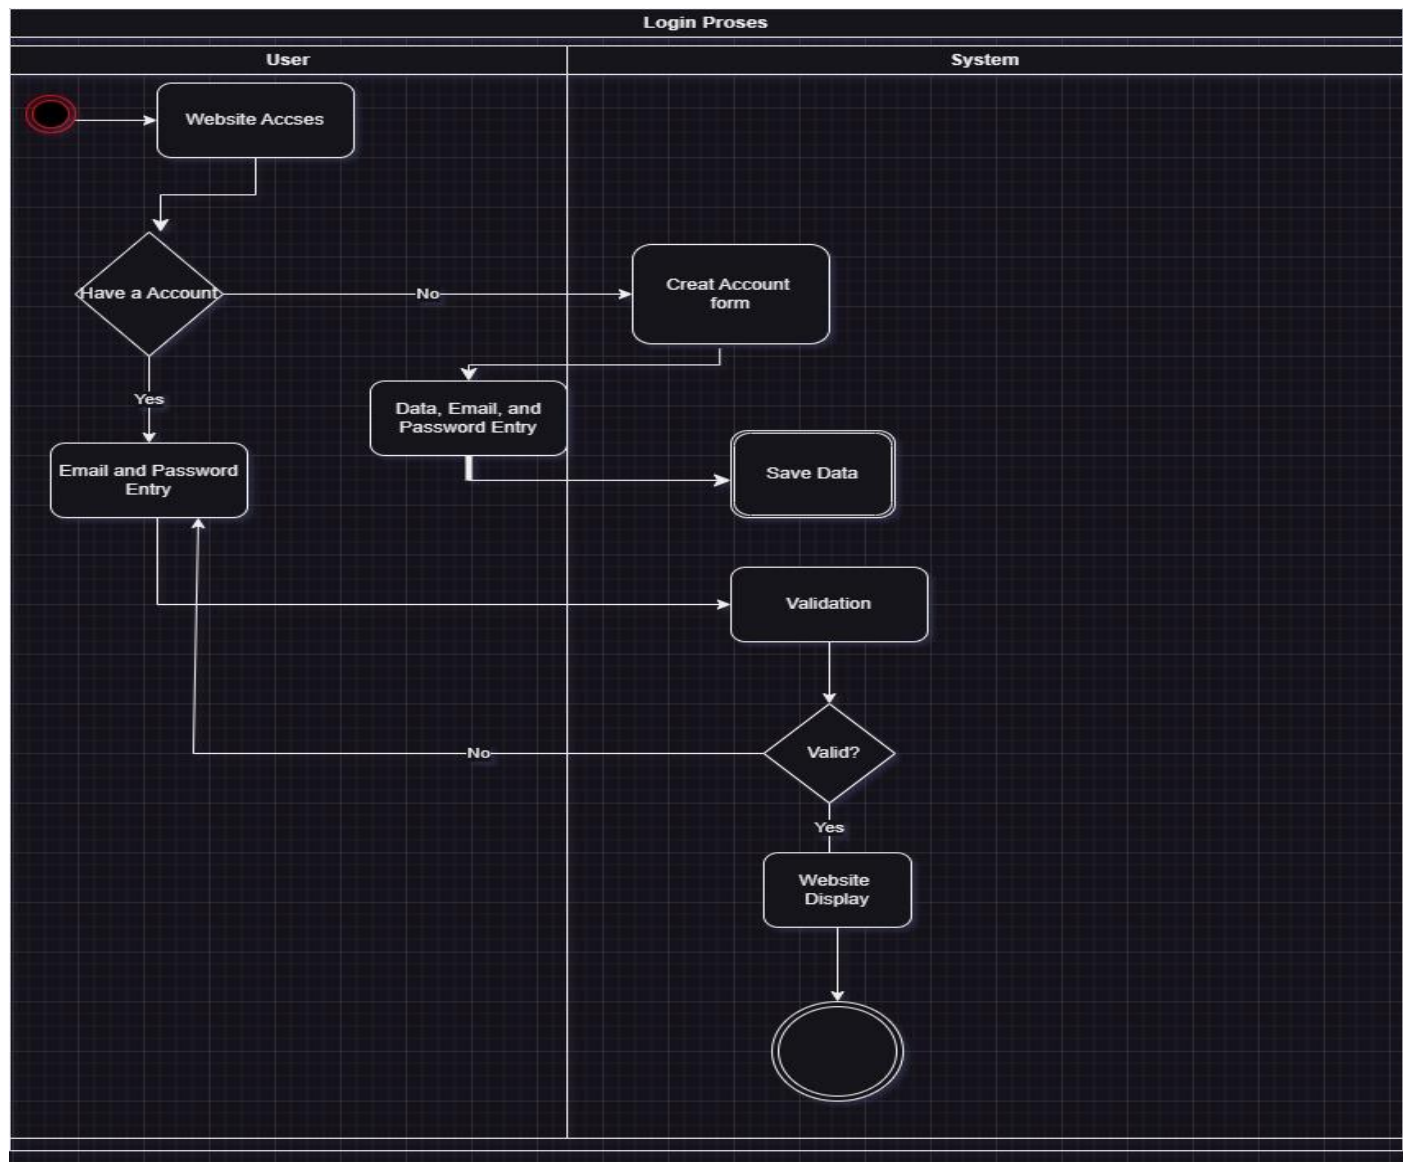 Login Proses
User
System
Website Accses
Have a Account
No
Creat Account
form
Yes
Data, Email, and
Password Entry
Email and Password
Entry
Save Data
Validation
No
Valid?
Yes
Website
Display